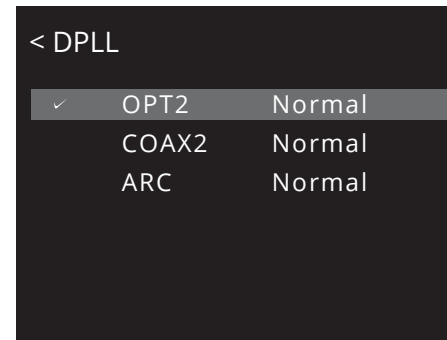 < DPLL
✓ OPT2 Normal
COAX2 Normal
ARC Normal